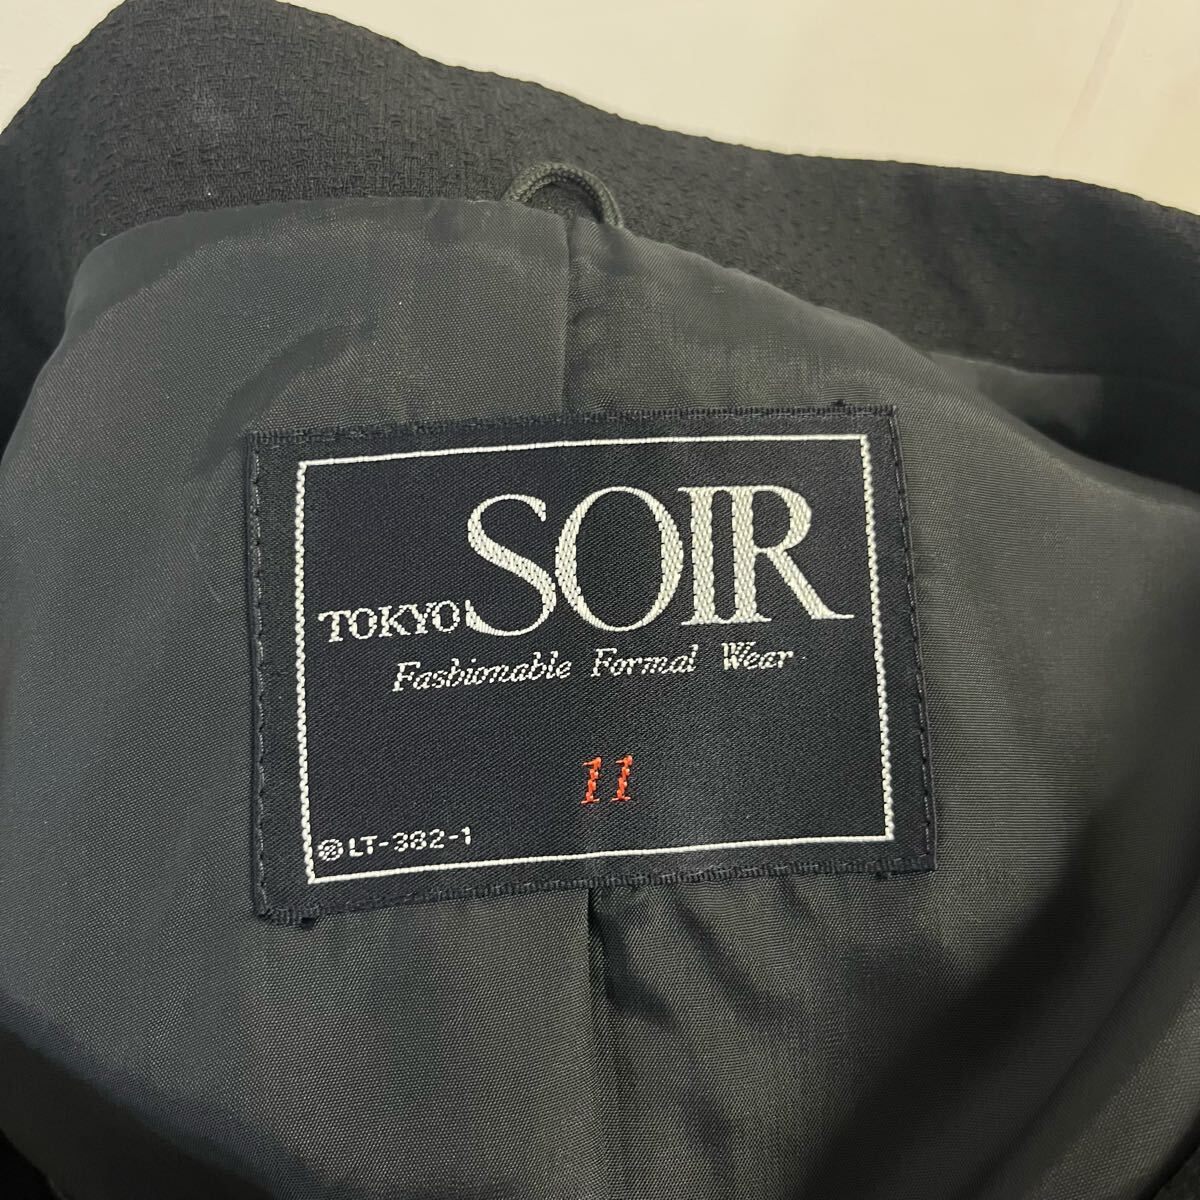 TOKYO SOIR
Fashionable Formal Wear
11
LT-382-1